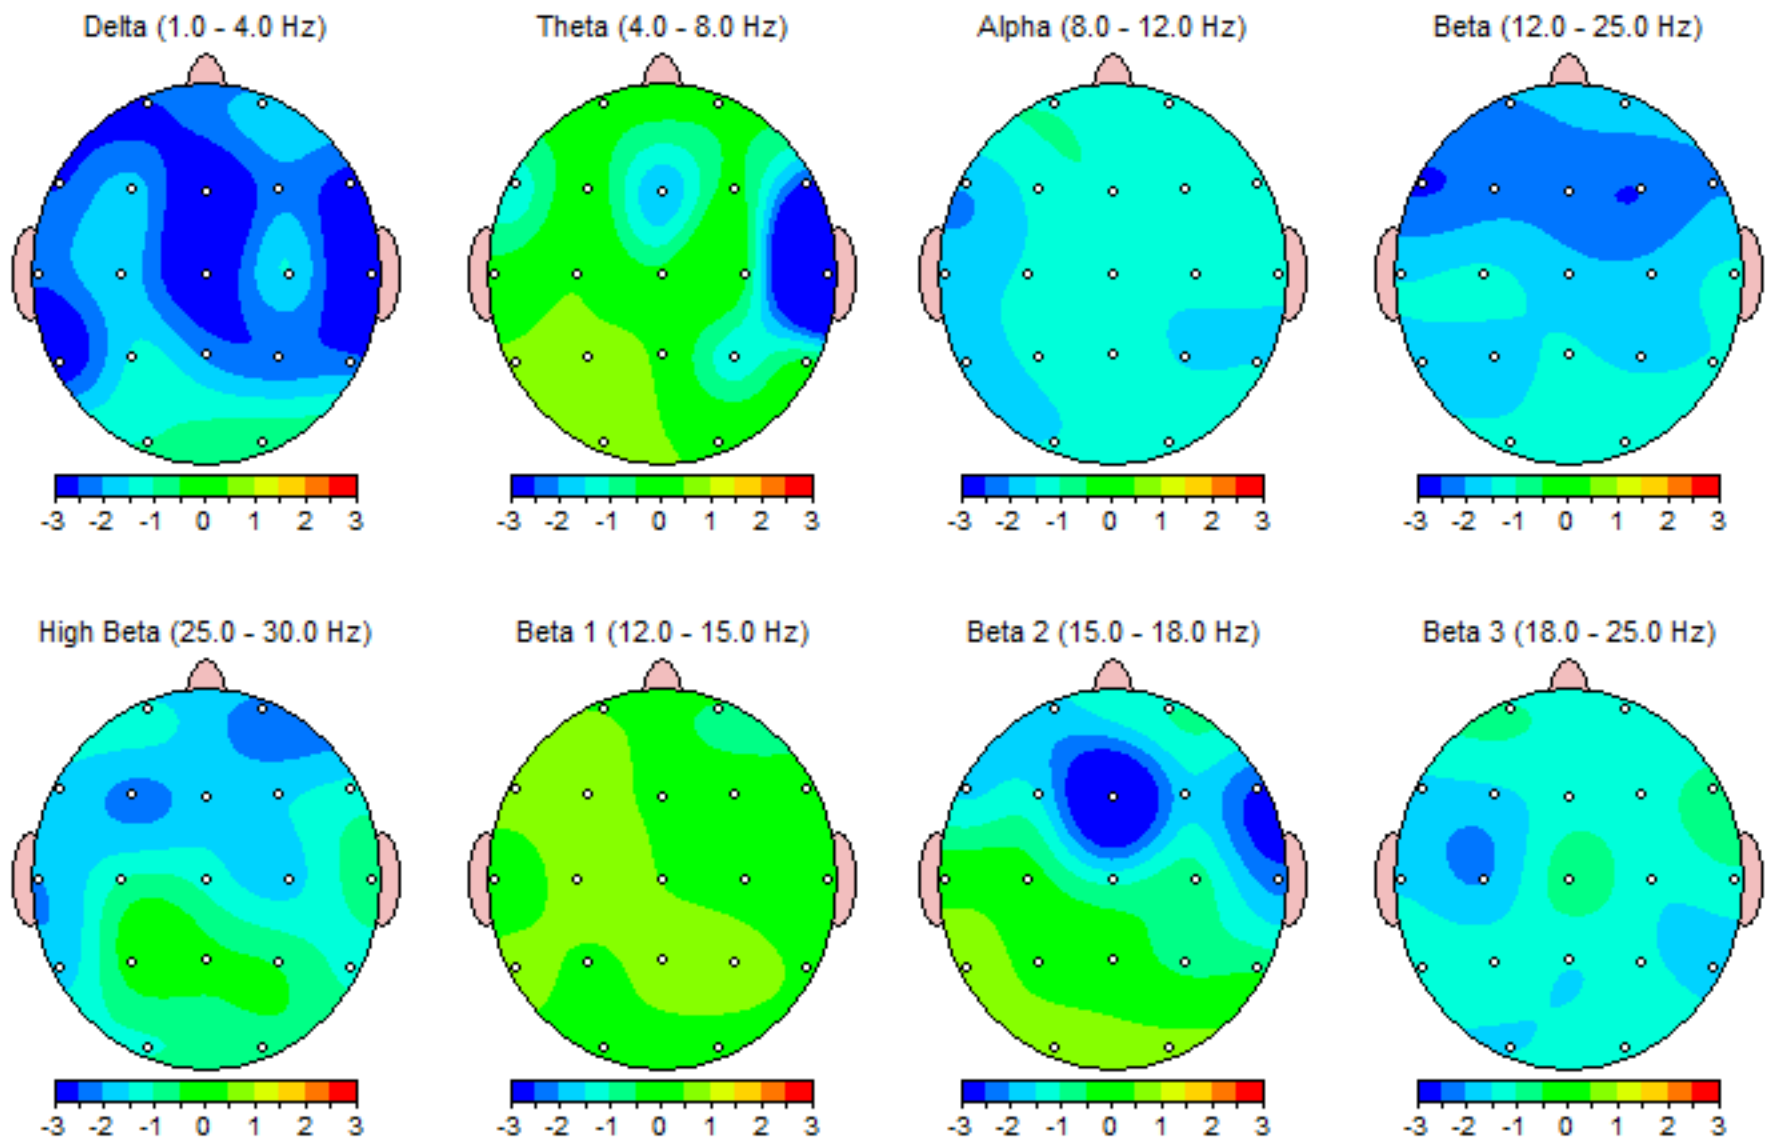 Delta (1.0 - 4.0 Hz)
Theta (4.0 - 8.0 Hz)
Alpha (8.0 - 12.0 Hz)
Beta (12.0 - 25.0 Hz)
-3 -2 -1 0 1 2 3
-3 -2 -1 0 1 2 3
-3 -2 -1 0 1 2 3
-3 -2 -1 0 1 2 3
High Beta (25.0 - 30.0 Hz)
Beta 1 (12.0 - 15.0 Hz)
Beta 2 (15.0 - 18.0 Hz)
Beta 3 (18.0 - 25.0 Hz)
-3 -2 -1 0 1 2 3
-3 -2 -1 0 1 2 3
-3 -2 -1 0 1 2 3
-3 -2 -1 0 1 2 3